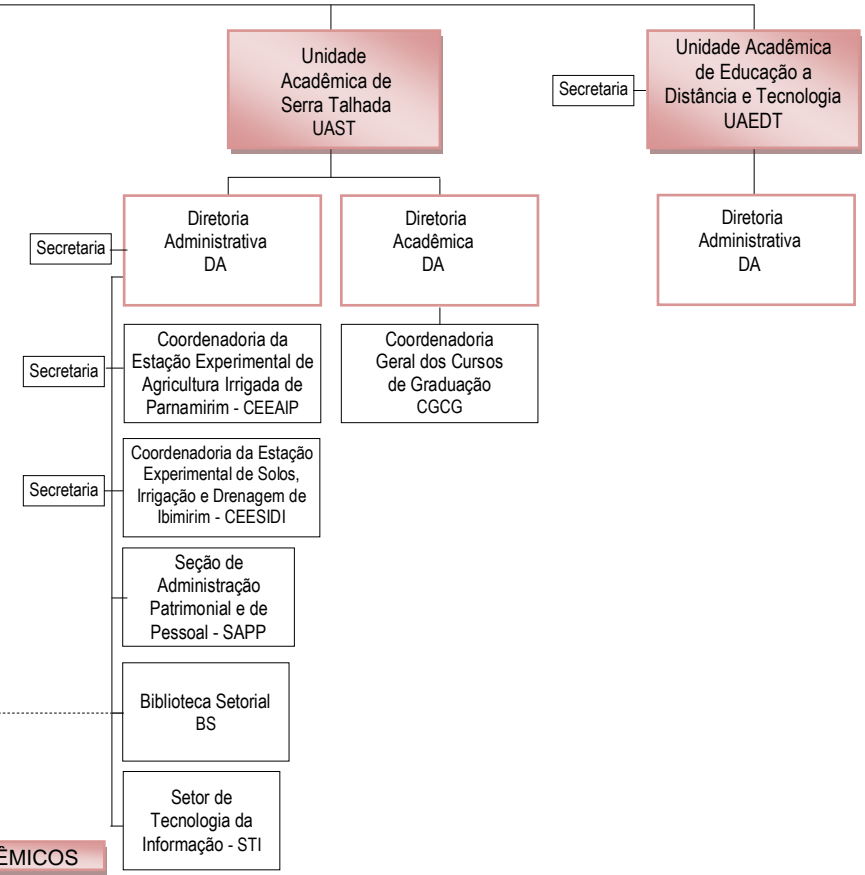 Unidade
Acadêmica de
Serra Talhada
UAST
Secretaria
Unidade Acadêmica
de Educação a
Distância e Tecnologia
UAEDT
Secretaria
Diretoria
Administrativa
DA
Diretoria
Acadêmica
DA
Diretoria
Administrativa
DA
Secretaria
Coordenadoria da
Estação Experimental de
Agricultura Irrigada de
Parnamirim - CEEAIP
Coordenadoria
Geral dos Cursos
de Graduação
CGCG
Secretaria
Coordenadoria da Estação
Experimental de Solos,
Irrigação e Drenagem de
Ibimirim - CEESIDI
Seção de
Administração
Patrimonial e de
Pessoal - SAPP
Biblioteca Setorial
BS
Setor de
Tecnologia da
Informação - STI
ÊMICOS